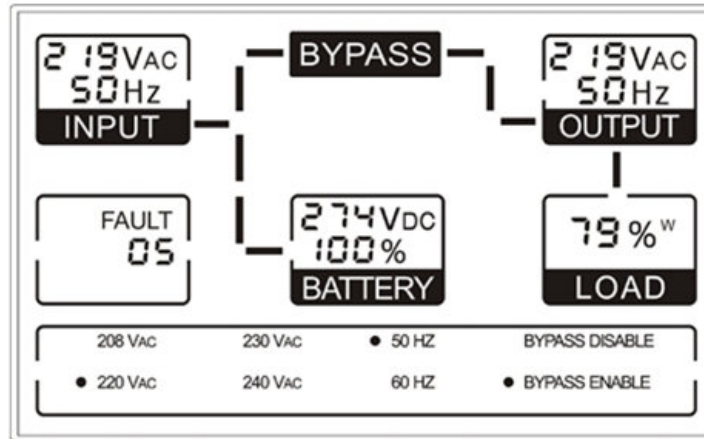 219VAC
50Hz
INPUT
BYPASS
219VAC
50Hz
OUTPUT
FAULT
05
274VDC
100%
BATTERY
79%W
LOAD
208 VAC 230 VAC 50 HZ BYPASS DISABLE
220 VAC 240 VAC 60 HZ BYPASS ENABLE